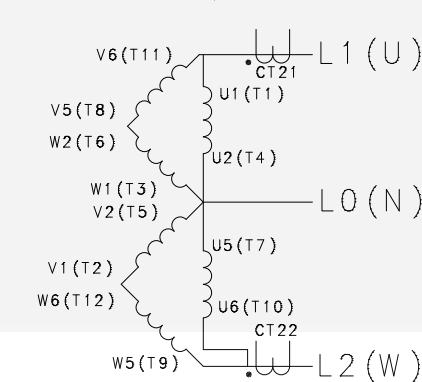 V6(T11)
L1(U)
CT21
U1(T1)
V5(T8)
W2(T6)
U2(T4)
W1(T3)
V2(T5)
L0(N)
U5(T7)
V1(T2)
W6(T12)
U6(T10)
CT22
W5(T9)
L2(W)